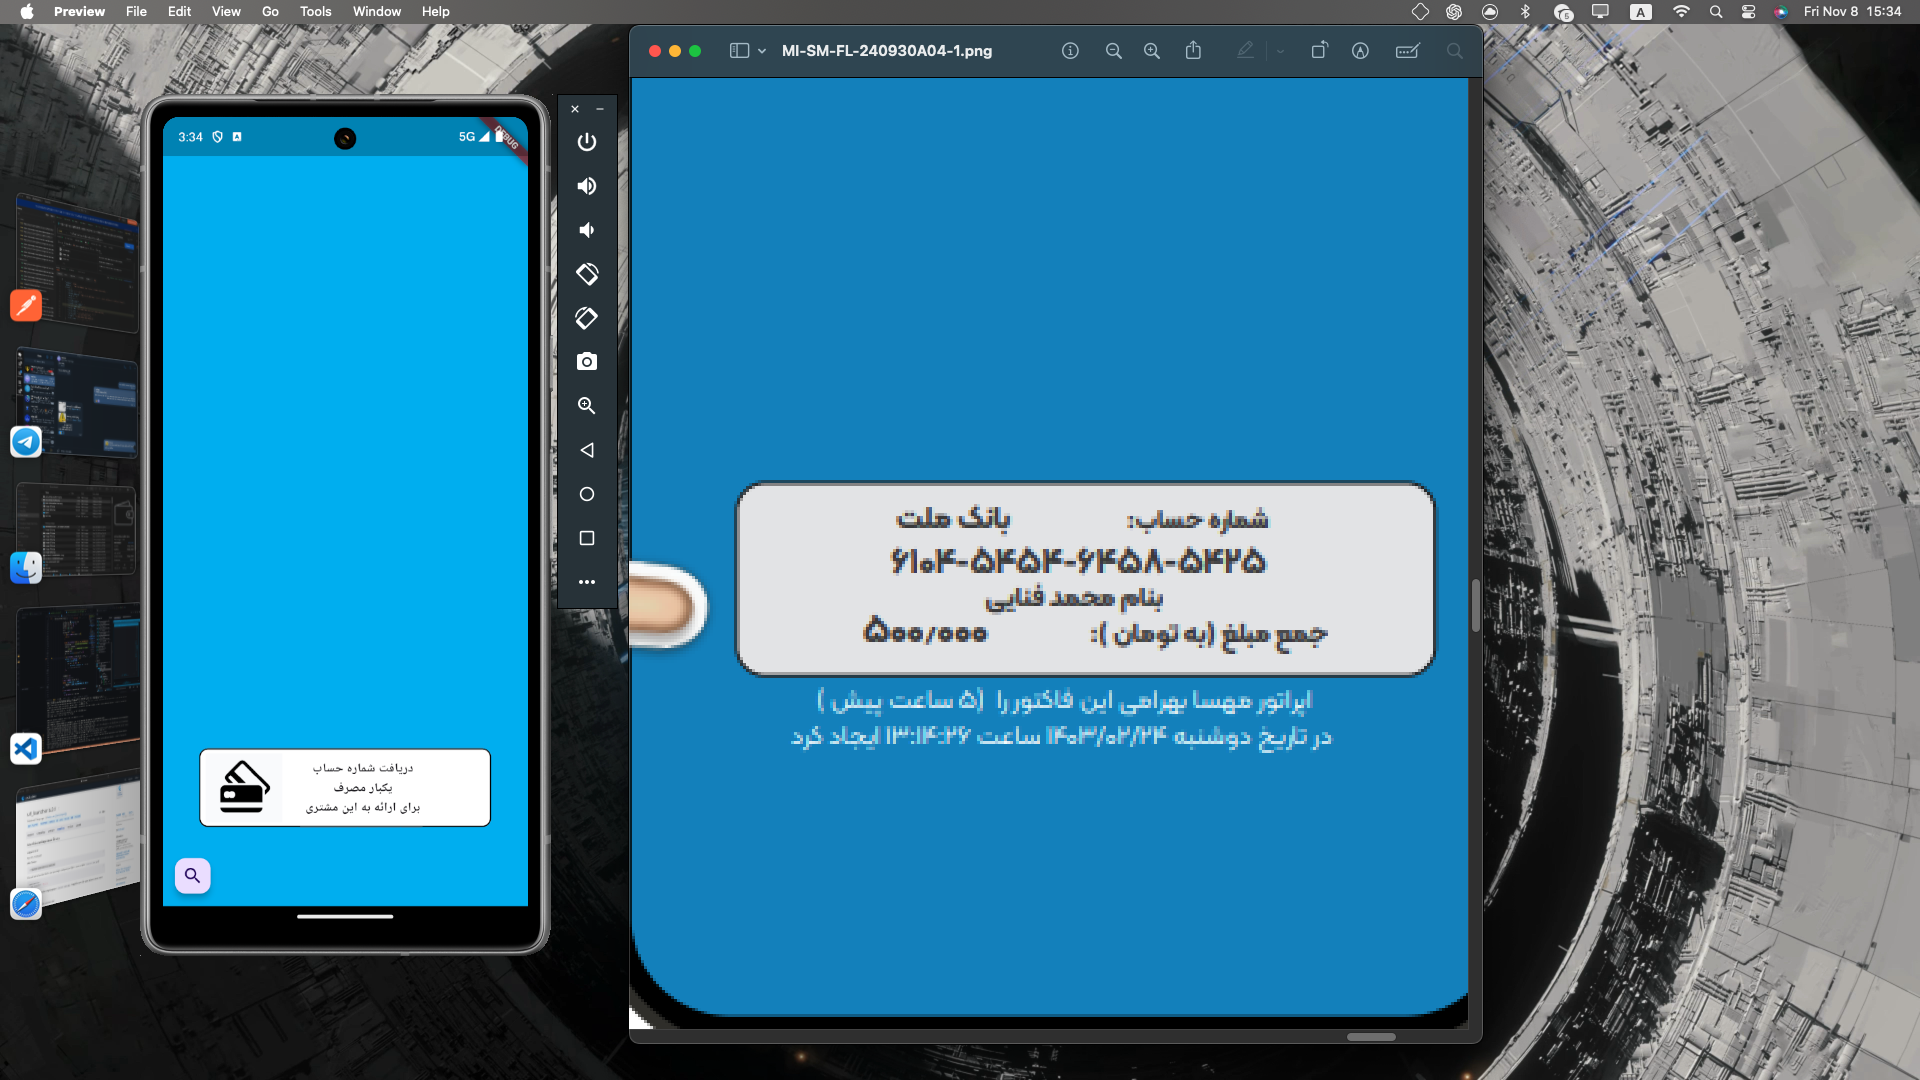 Preview File Edit View Go Tools Window Help
A
5
Fri Nov 8 15:34
MI-SM-FL-240930A04-1.png
3:34
A
5G
DEBUG
شماره حساب: بانک ملت
۶۱۰۴-۵۴۵۴-۶۴۵۸-۵۴۲۵
بنام محمد فنایی
جمع مبلغ (به تومان ): ۵۰۰/۰۰۰
اپراتور مهسا بهرامی این فاکتور را (۵ ساعت پیش )
در تاریخ دوشنبه ۱۴۰۳/۰۲/۲۴ ساعت ۱۳:۱۴:۲۶ ایجاد کرد
دریافت شماره حساب
یکبار مصرف
برای ارائه به این مشتری